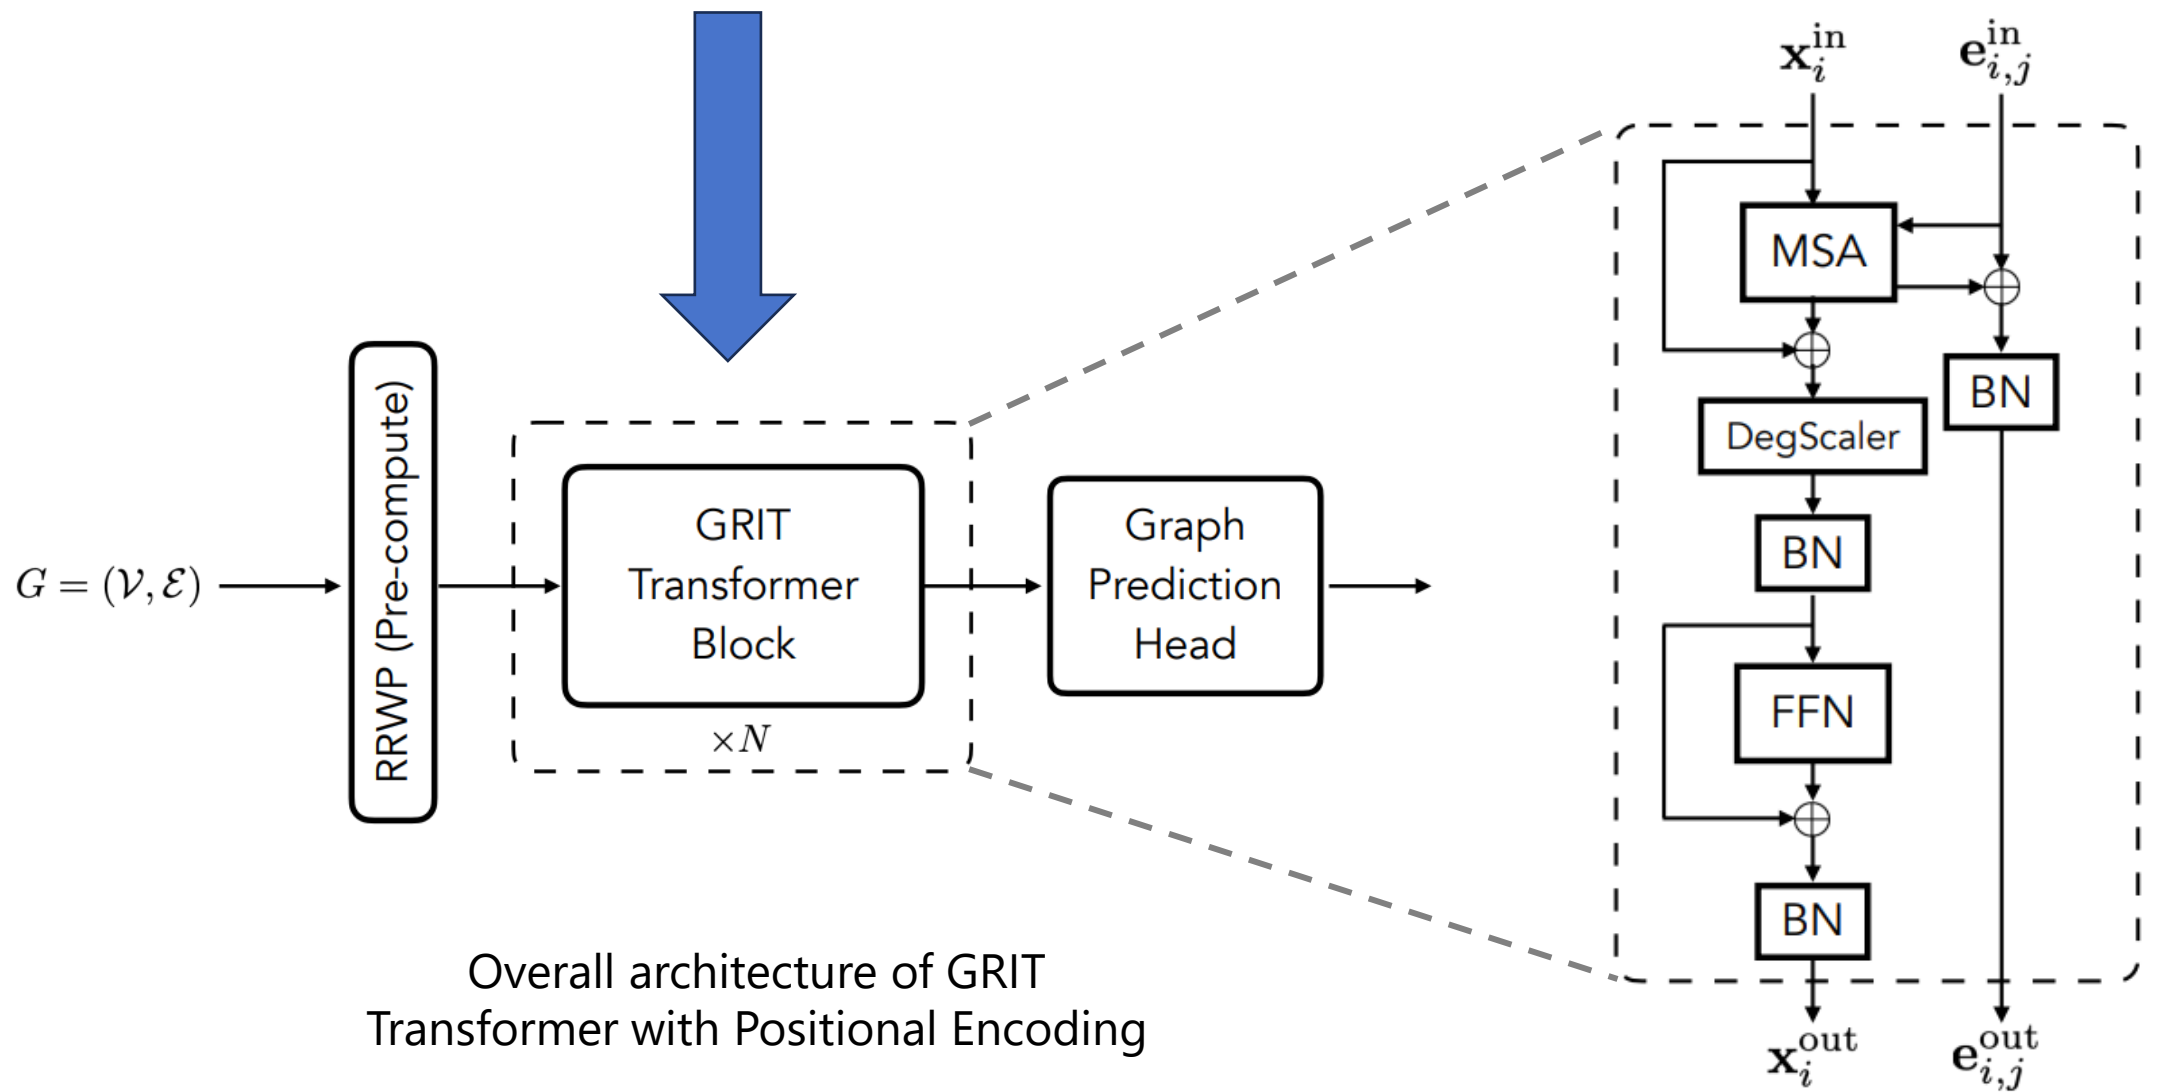 G = (𝒱, ℰ)
RRWP (Pre-compute)
GRIT
Transformer
Block
×N
Graph
Prediction
Head
Overall architecture of GRIT
Transformer with Positional Encoding
x_i^in
e_{i,j}^in
MSA
BN
DegScaler
BN
FFN
BN
x_i^out
e_{i,j}^out